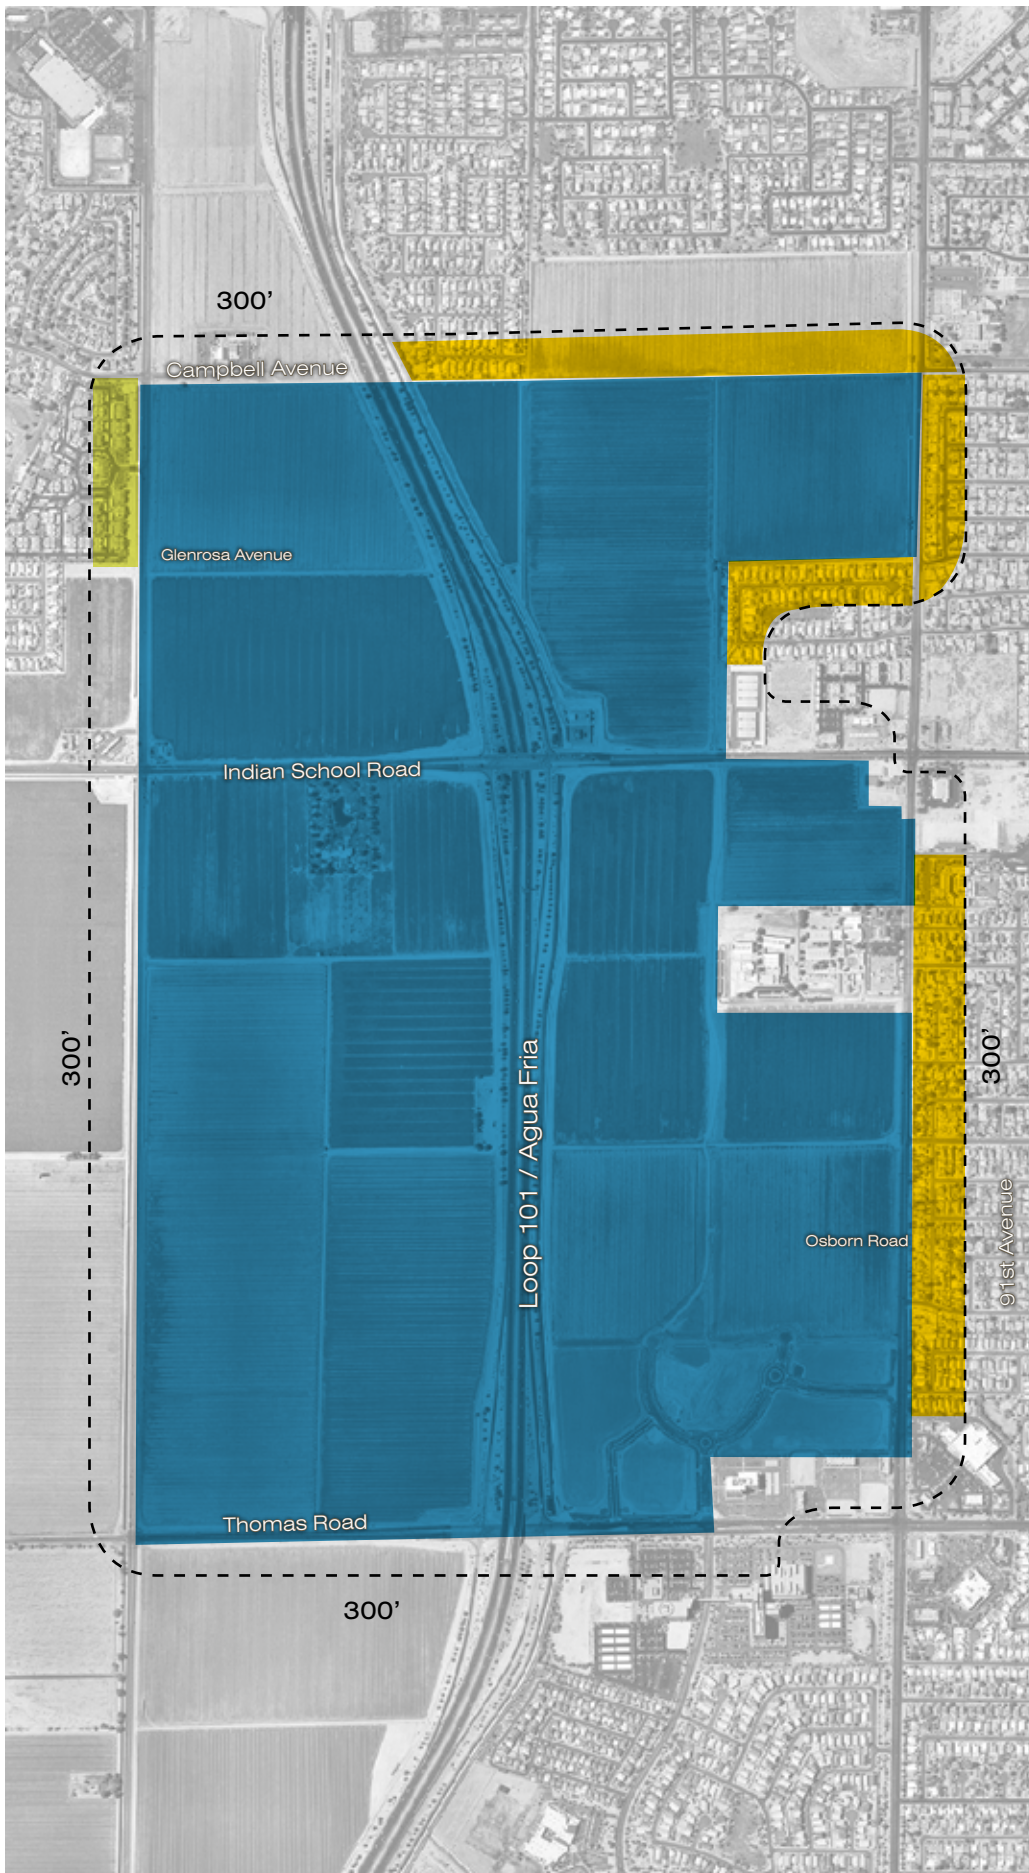 300’
Campbell Avenue
Glenrosa Avenue
Indian School Road
300’
Loop 101 / Agua Fria
300’
91st Avenue
Osborn Road
Thomas Road
300’